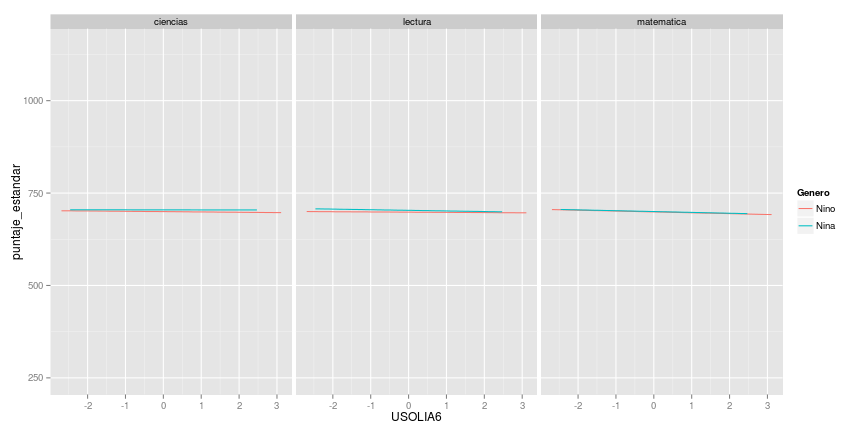 ciencias lectura matematica
puntaje_estandar
1000
750
500
250
-2 -1 0 1 2 3 -2 -1 0 1 2 3 -2 -1 0 1 2 3
USOLIA6
Genero
Nino
Nina